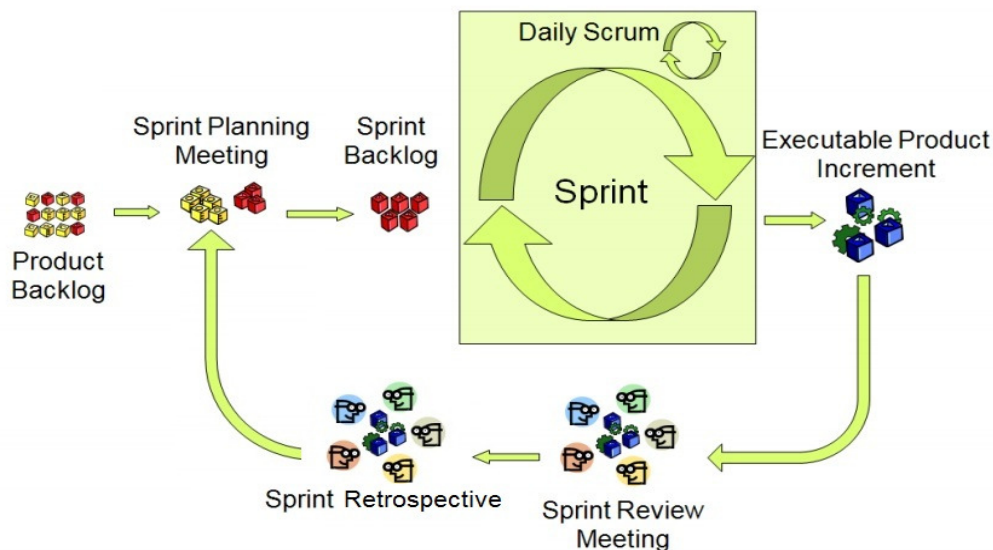 Daily Scrum
Sprint Planning
Meeting
Sprint
Backlog
Sprint
Executable Product
Increment
Product
Backlog
Sprint Retrospective
Sprint Review
Meeting